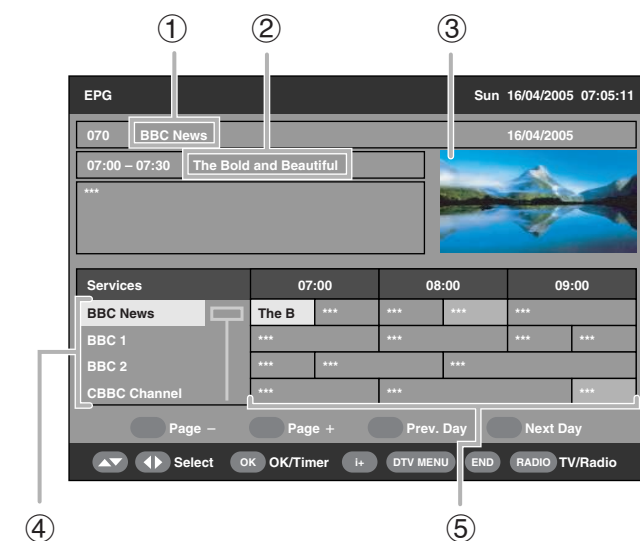 ① ② ③
EPG Sun 16/04/2005 07:05:11
070 BBC News 16/04/2005
07:00 – 07:30 The Bold and Beautiful
***
Services 07:00 08:00 09:00
BBC News The B *** *** *** ***
BBC 1 *** *** *** ***
BBC 2 *** *** ***
CBBC Channel *** *** ***
Page – Page + Prev. Day Next Day
▲▼ ◀▶ Select OK OK/Timer i+ DTV MENU END RADIO TV/Radio
④ ⑤